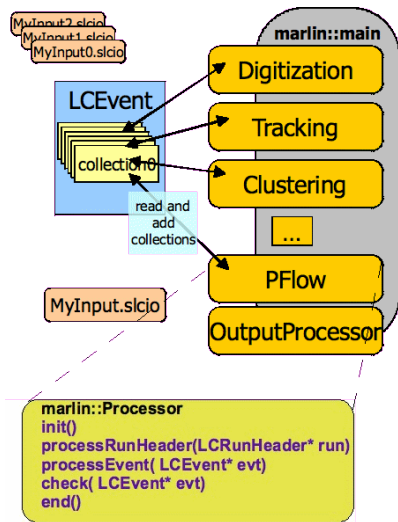 MyInput2.slcio
MyInput1.slcio
MyInput0.slcio
marlin::main
LCEvent
collection0
read and
add
collections
Digitization
Tracking
Clustering
...
PFlow
OutputProcessor
MyInput.slcio
marlin::Processor
init()
processRunHeader(LCRunHeader* run)
processEvent( LCEvent* evt)
check( LCEvent* evt)
end()